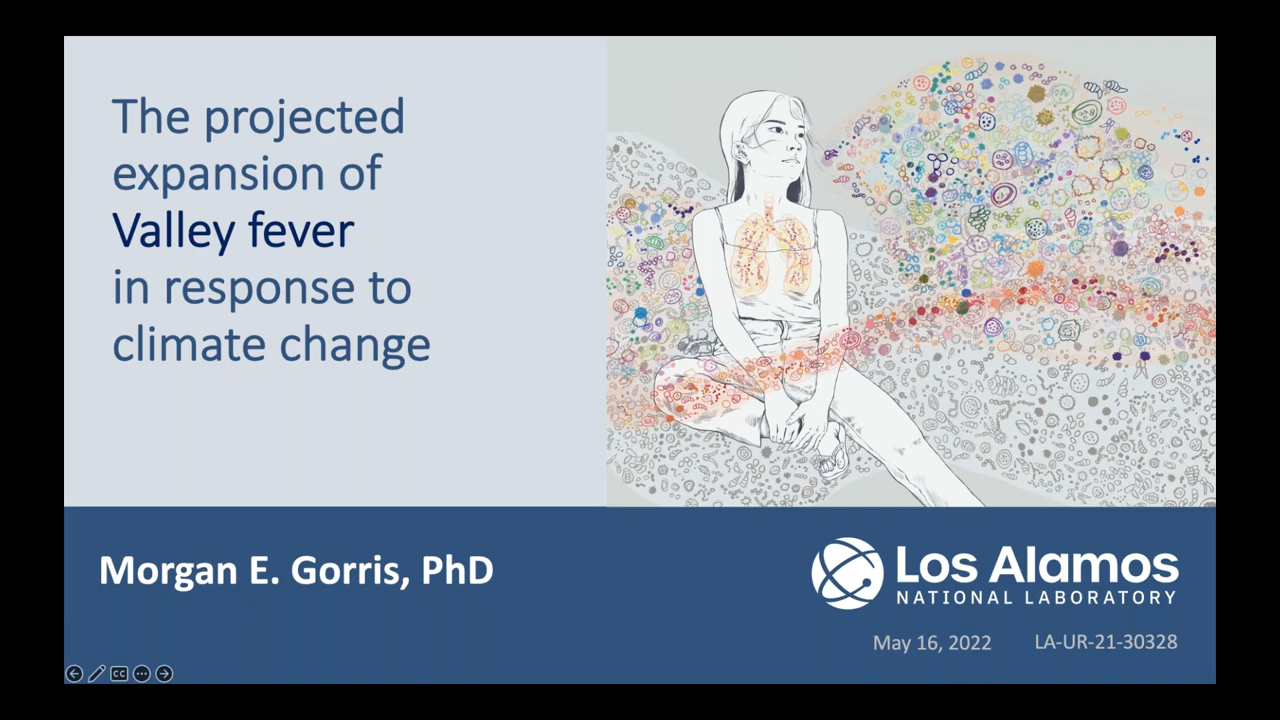 The projected
expansion of
Valley fever
in response to
climate change
Morgan E. Gorris, PhD
Los Alamos
NATIONAL LABORATORY
May 16, 2022 LA-UR-21-30328
CC